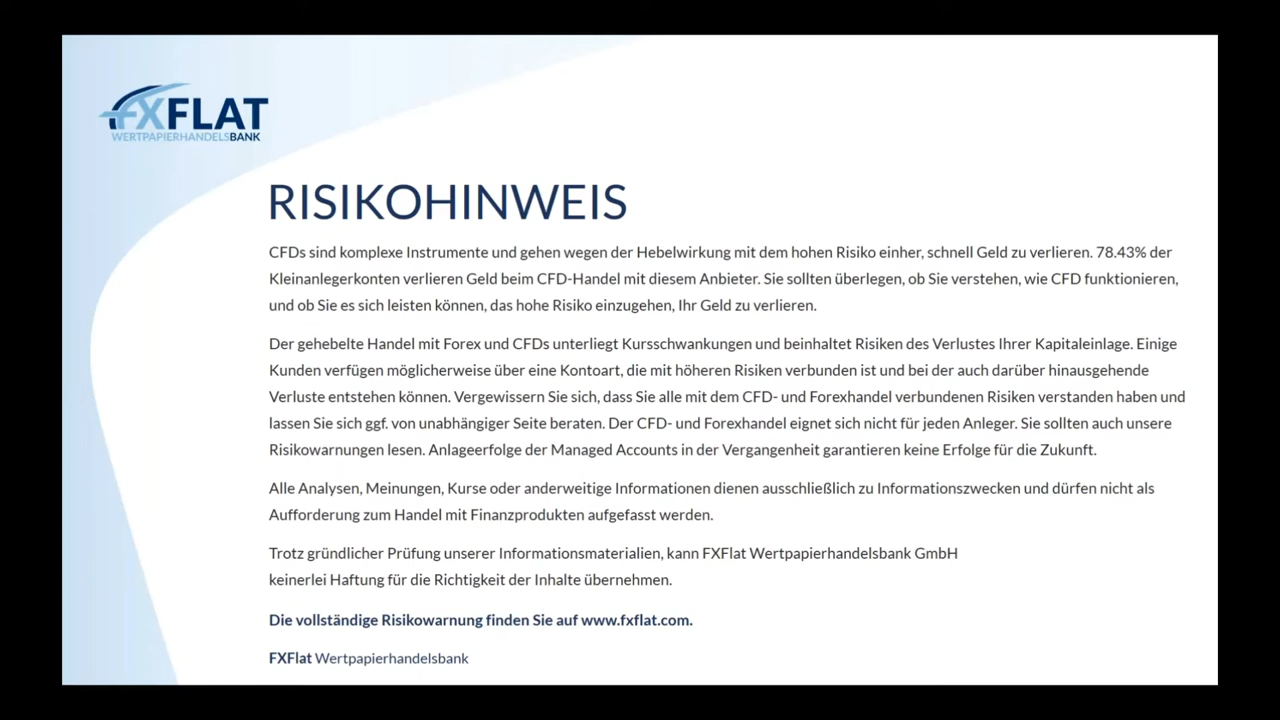 FXFLAT
WERTPAPIERHANDELSBANK
RISIKOHINWEIS
CFDs sind komplexe Instrumente und gehen wegen der Hebelwirkung mit dem hohen Risiko einher, schnell Geld zu verlieren. 78.43% der
Kleinanlegerkonten verlieren Geld beim CFD-Handel mit diesem Anbieter. Sie sollten überlegen, ob Sie verstehen, wie CFD funktionieren,
und ob Sie es sich leisten können, das hohe Risiko einzugehen, Ihr Geld zu verlieren.
Der gehebelte Handel mit Forex und CFDs unterliegt Kursschwankungen und beinhaltet Risiken des Verlustes Ihrer Kapitaleinlage. Einige
Kunden verfügen möglicherweise über eine Kontoart, die mit höheren Risiken verbunden ist und bei der auch darüber hinausgehende
Verluste entstehen können. Vergewissern Sie sich, dass Sie alle mit dem CFD- und Forexhandel verbundenen Risiken verstanden haben und
lassen Sie sich ggf. von unabhängiger Seite beraten. Der CFD- und Forexhandel eignet sich nicht für jeden Anleger. Sie sollten auch unsere
Risikowarnungen lesen. Anlageerfolge der Managed Accounts in der Vergangenheit garantieren keine Erfolge für die Zukunft.
Alle Analysen, Meinungen, Kurse oder anderweitige Informationen dienen ausschließlich zu Informationszwecken und dürfen nicht als
Aufforderung zum Handel mit Finanzprodukten aufgefasst werden.
Trotz gründlicher Prüfung unserer Informationsmaterialien, kann FXFlat Wertpapierhandelsbank GmbH
keinerlei Haftung für die Richtigkeit der Inhalte übernehmen.
Die vollständige Risikowarnung finden Sie auf www.fxflat.com.
FXFlat Wertpapierhandelsbank